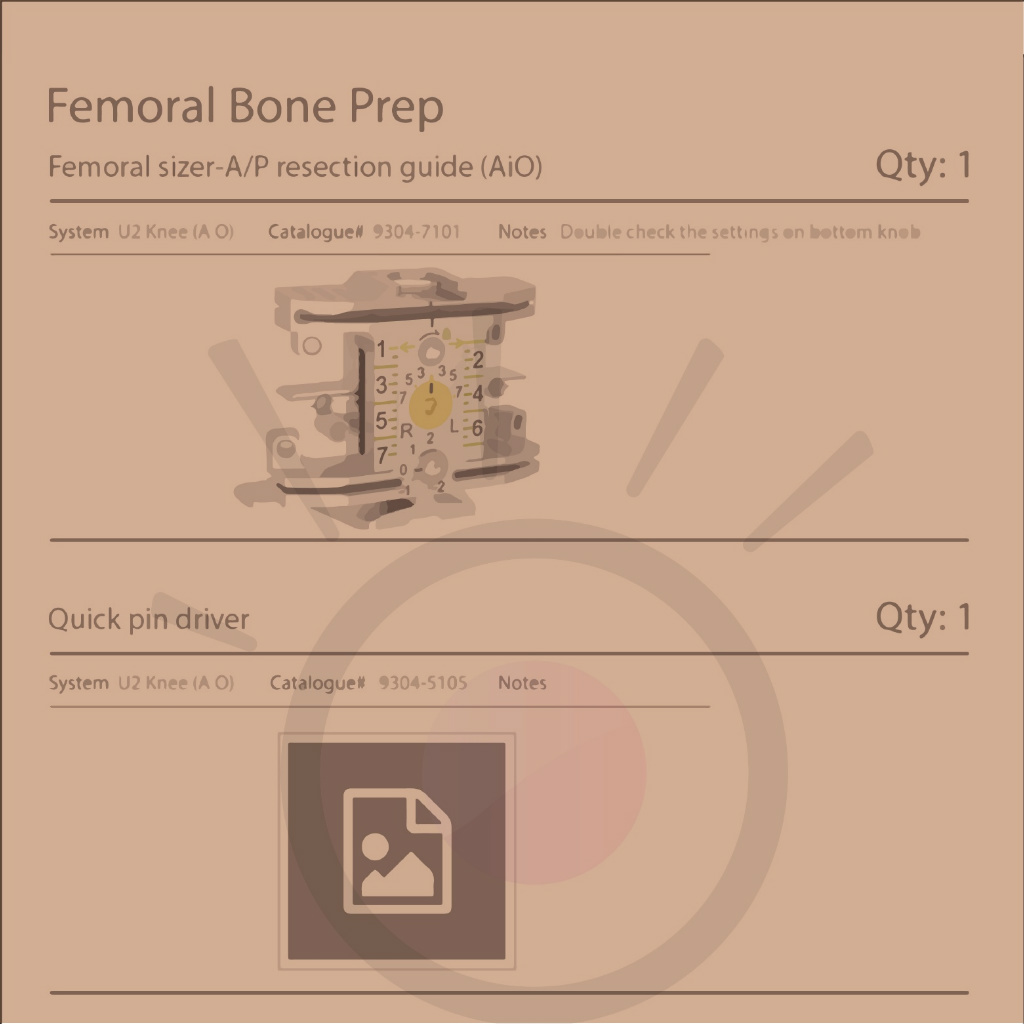 Femoral Bone Prep
Femoral sizer-A/P resection guide (AiO) Qty: 1
System U2 Knee (A O) Catalogue# 9304-7101 Notes Double check the settings on bottom knob
1 2
3 5 3 3 5 4
7 7
5 R L 6
2
7 1
0
1 2
Quick pin driver Qty: 1
System U2 Knee (A O) Catalogue# 9304-5105 Notes